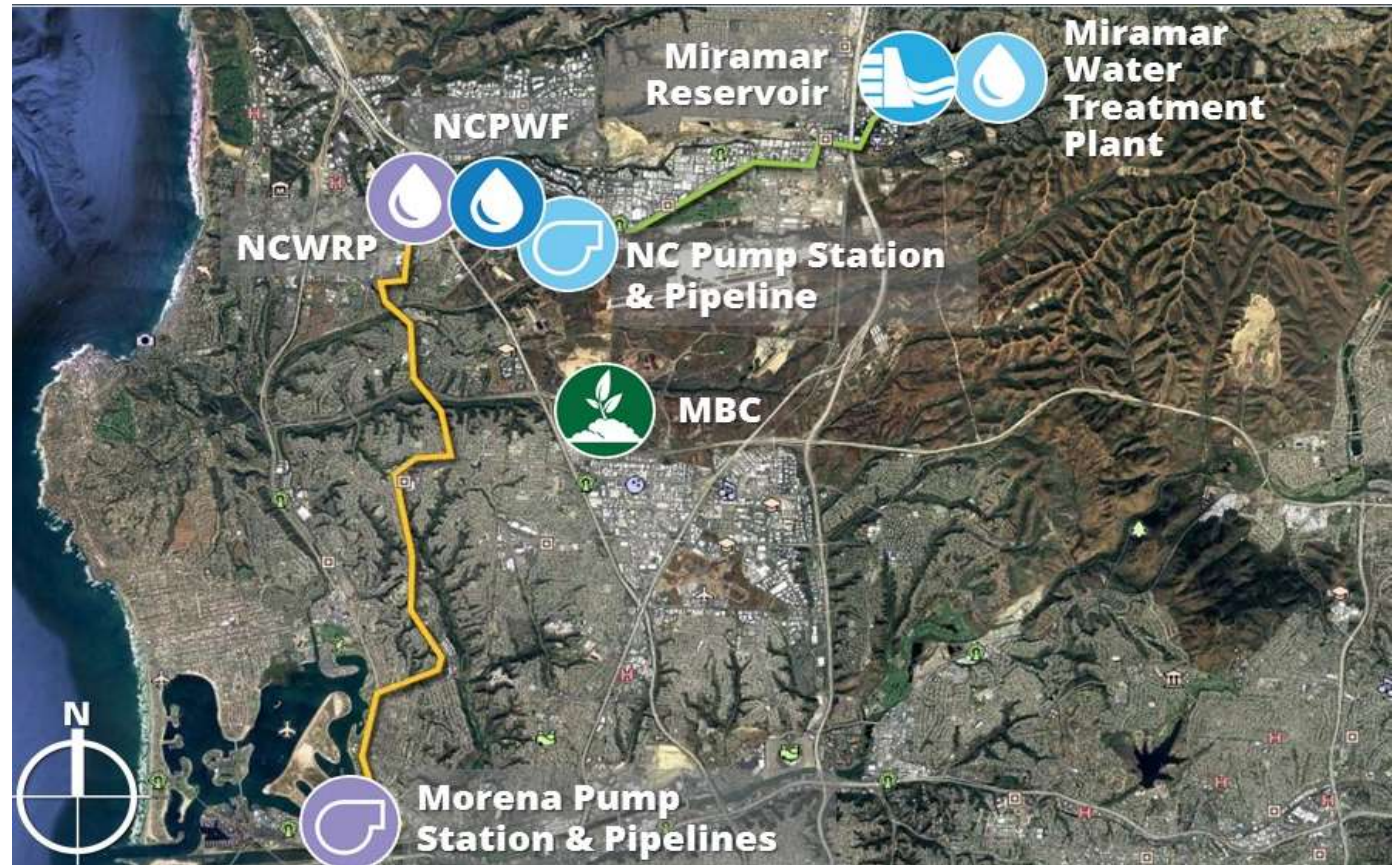 Miramar
Reservoir
Miramar
Water
Treatment
Plant
NCPWF
NCWRP
NC Pump Station
& Pipeline
MBC
N
Morena Pump
Station & Pipelines